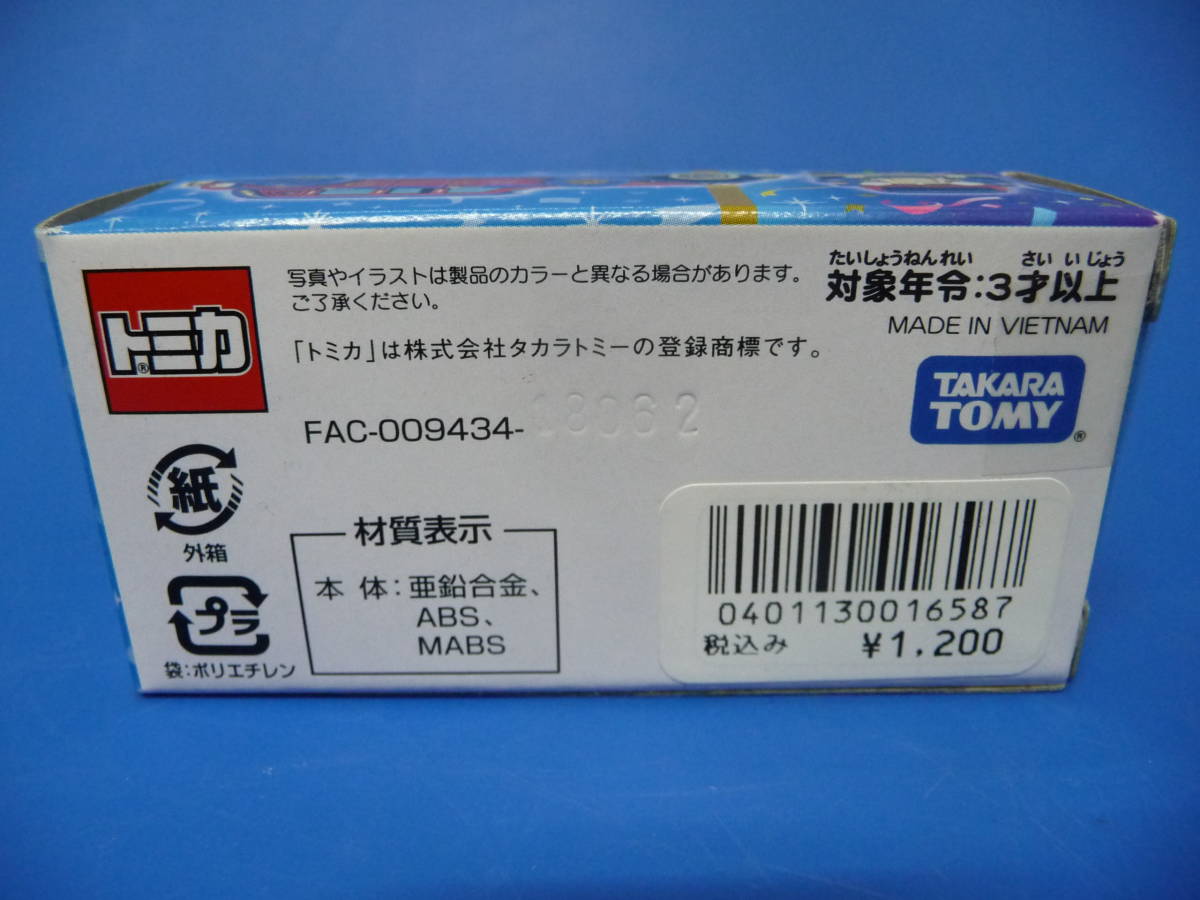 トミカ®
写真やイラストは製品のカラーと異なる場合があります。
ご了承ください。
「トミカ」は株式会社タカラトミーの登録商標です。
たいしょうねんれい さいいじょう
対象年令:3才以上
MADE IN VIETNAM
TAKARA
TOMY®
FAC-009434-18062
紙
外箱
プラ
袋:ポリエチレン
材質表示
本体:亜鉛合金、
ABS、
MABS
0401130016587
税込み ¥1,200